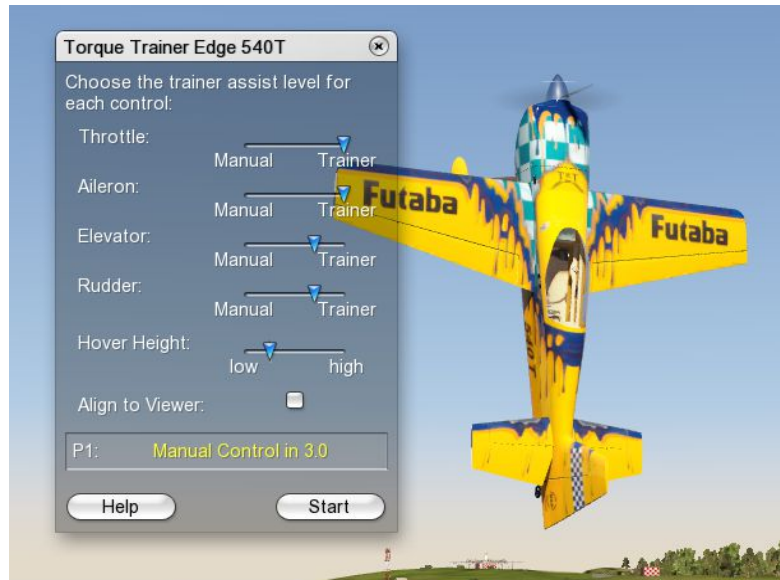 Torque Trainer Edge 540T
Choose the trainer assist level for
each control:
Throttle:
Manual Trainer
Aileron:
Manual Trainer
Elevator:
Manual Trainer
Rudder:
Manual Trainer
Hover Height:
low high
Align to Viewer:
P1: Manual Control in 3.0
Help Start
Futaba
Futaba
540T